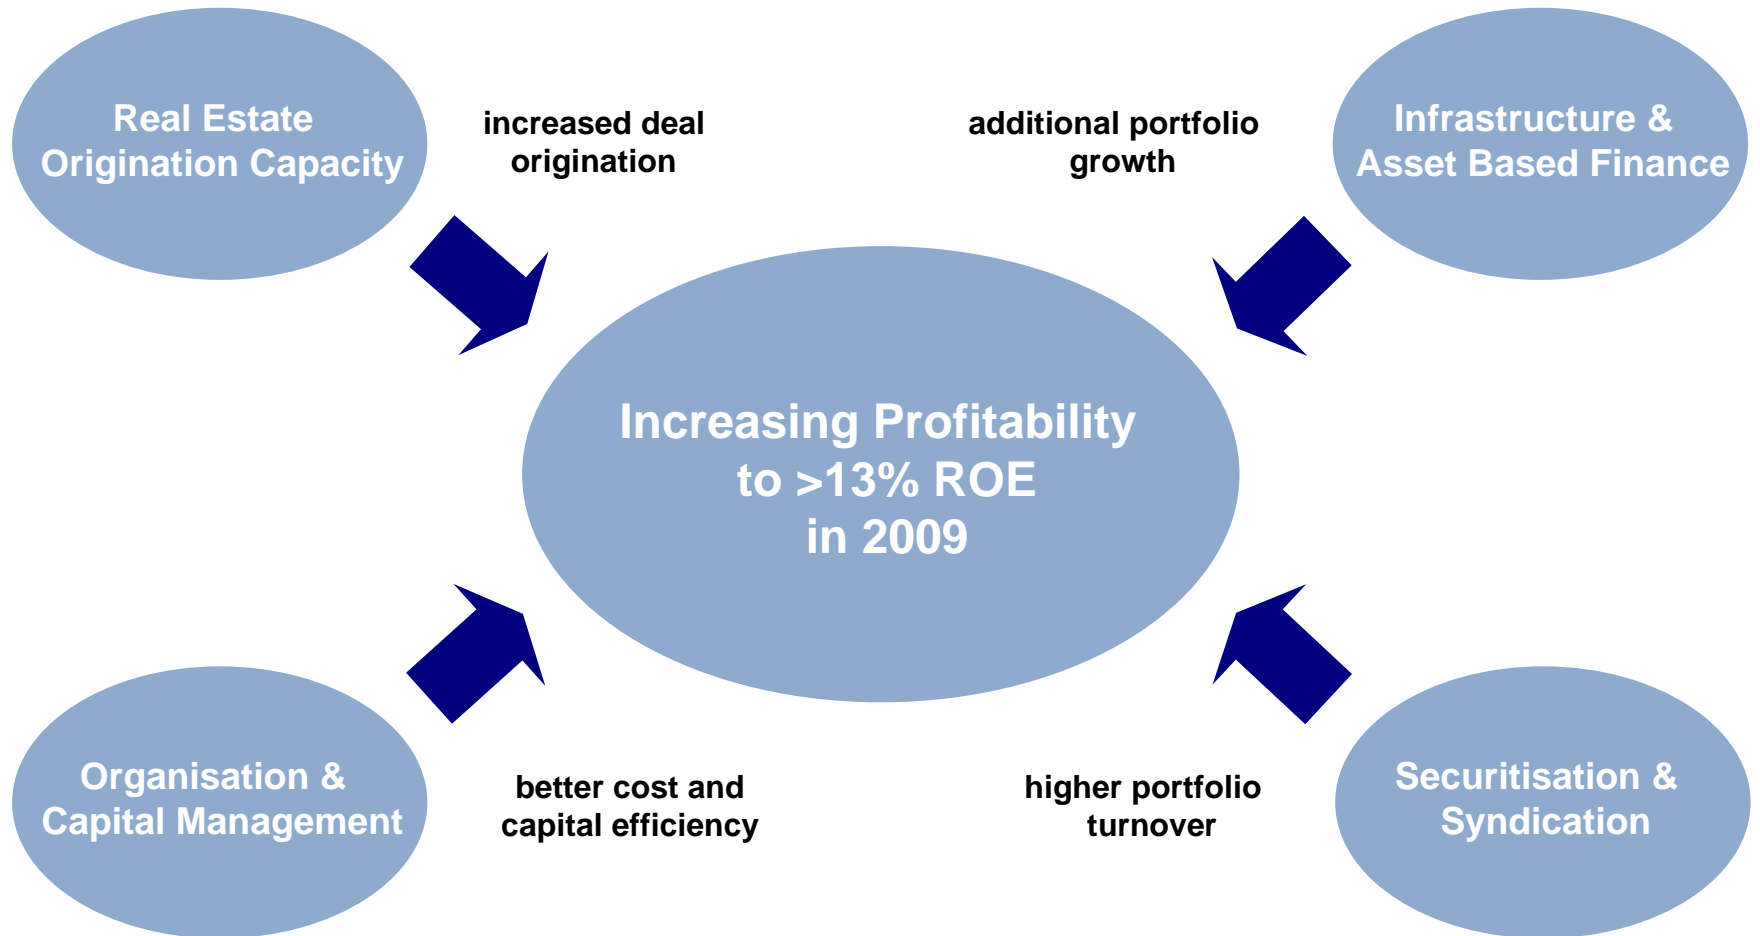 Real Estate
Origination Capacity
increased deal
origination
additional portfolio
growth
Infrastructure &
Asset Based Finance
Increasing Profitability
to >13% ROE
in 2009
Organisation &
Capital Management
better cost and
capital efficiency
higher portfolio
turnover
Securitisation &
Syndication